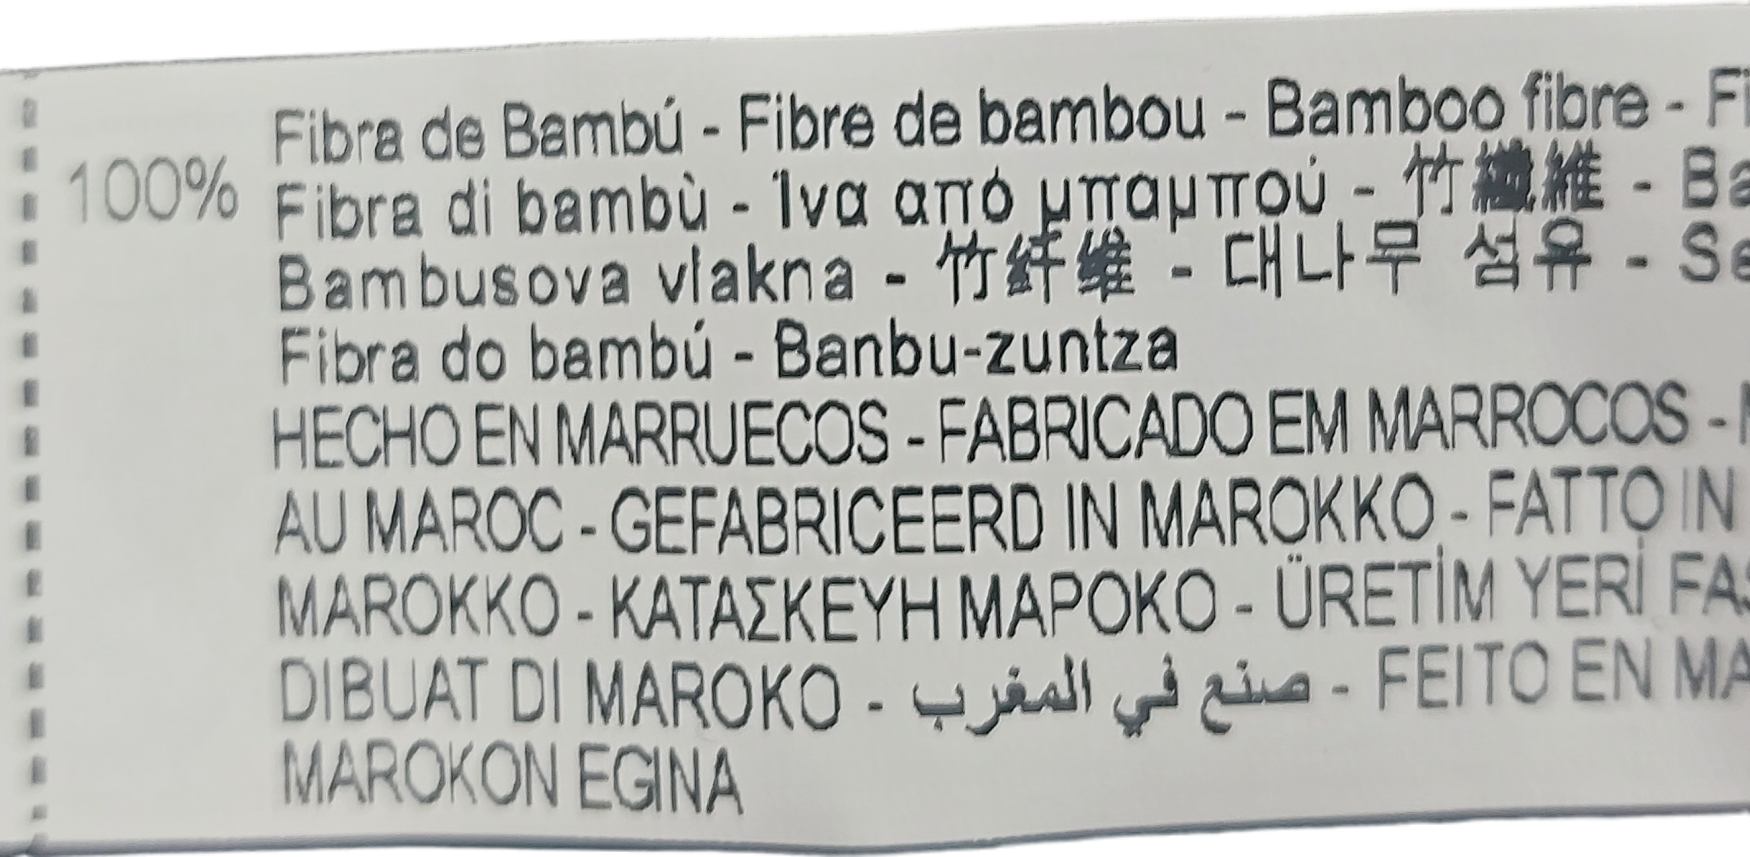 100% Fibra de Bambú - Fibre de bambou - Bamboo fibre -
Fibra di bambù - Ίνα από μπαμπού - 竹纖維 -
Bambusova vlakna - 竹纤维 - 대나무 섬유 -
Fibra do bambú - Banbu-zuntza
HECHO EN MARRUECOS - FABRICADO EM MARROCOS -
AU MAROC - GEFABRICEERD IN MAROKKO - FATTO IN
MAROKKO - ΚΑΤΑΣΚΕΥΗ ΜΑΡΟΚΟ - ÜRETİM YERİ
DIBUAT DI MAROKO - صنع في المغرب - FEITO EN
MAROKON EGINA